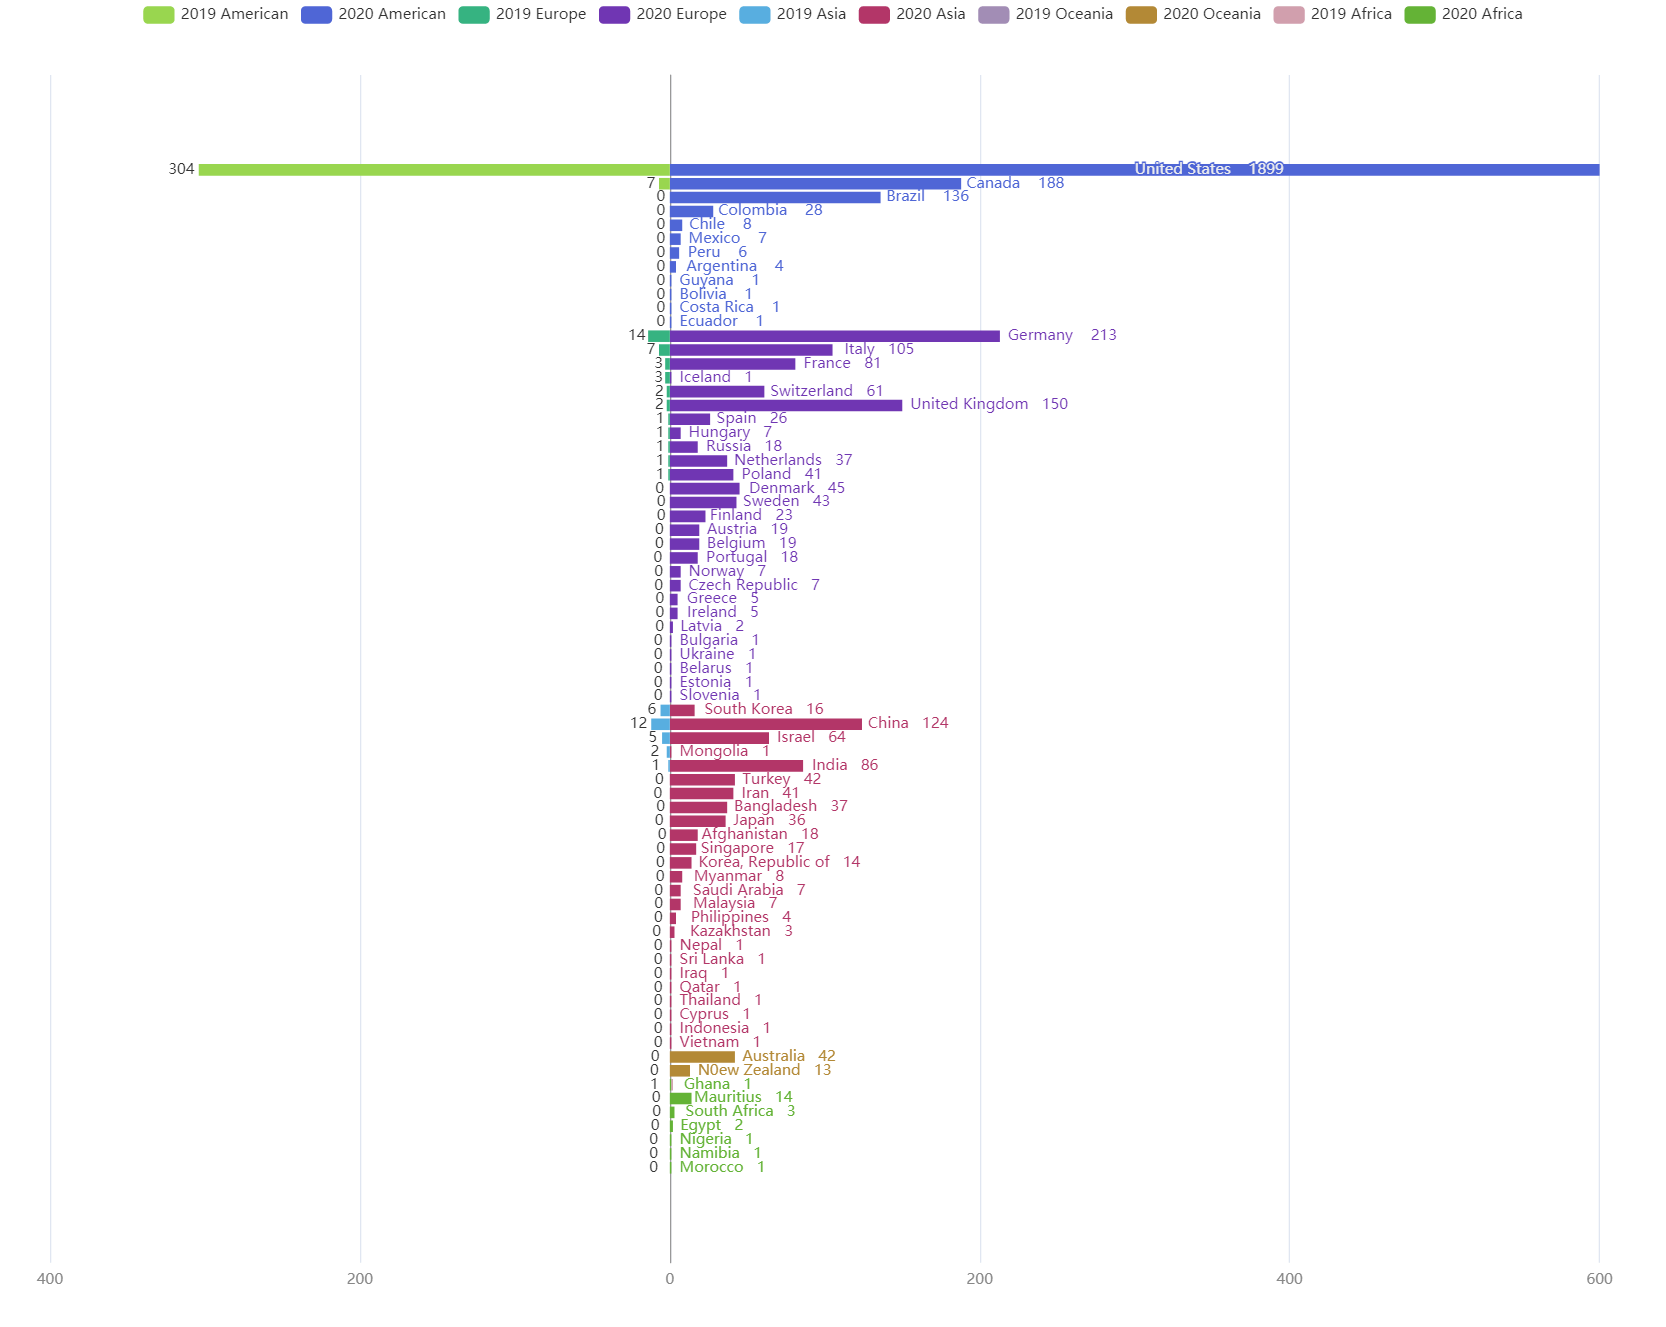 2019 American 2020 American 2019 Europe 2020 Europe 2019 Asia 2020 Asia 2019 Oceania 2020 Oceania 2019 Africa 2020 Africa
304 United States 1899
7 Canada 188
0 Brazil 136
0 Colombia 28
0 Chile 8
0 Mexico 7
0 Peru 6
0 Argentina 4
0 Guyana 1
0 Bolivia 1
0 Costa Rica 1
0 Ecuador 1
14 Germany 213
7 Italy 105
3 France 81
3 Iceland 1
2 Switzerland 61
2 United Kingdom 150
1 Spain 26
1 Hungary 7
1 Russia 18
1 Netherlands 37
1 Poland 41
0 Denmark 45
0 Sweden 43
0 Finland 23
0 Austria 19
0 Belgium 19
0 Portugal 18
0 Norway 7
0 Czech Republic 7
0 Greece 5
0 Ireland 5
0 Latvia 2
0 Bulgaria 1
0 Ukraine 1
0 Belarus 1
0 Estonia 1
0 Slovenia 1
6 South Korea 16
12 China 124
5 Israel 64
2 Mongolia 1
1 India 86
0 Turkey 42
0 Iran 41
0 Bangladesh 37
0 Japan 36
0 Afghanistan 18
0 Singapore 17
0 Korea, Republic of 14
0 Myanmar 8
0 Saudi Arabia 7
0 Malaysia 7
0 Philippines 4
0 Kazakhstan 3
0 Nepal 1
0 Sri Lanka 1
0 Iraq 1
0 Qatar 1
0 Thailand 1
0 Cyprus 1
0 Indonesia 1
0 Vietnam 1
0 Australia 42
0 N0ew Zealand 13
1 Ghana 1
0 Mauritius 14
0 South Africa 3
0 Egypt 2
0 Nigeria 1
0 Namibia 1
0 Morocco 1
400 200 0 200 400 600